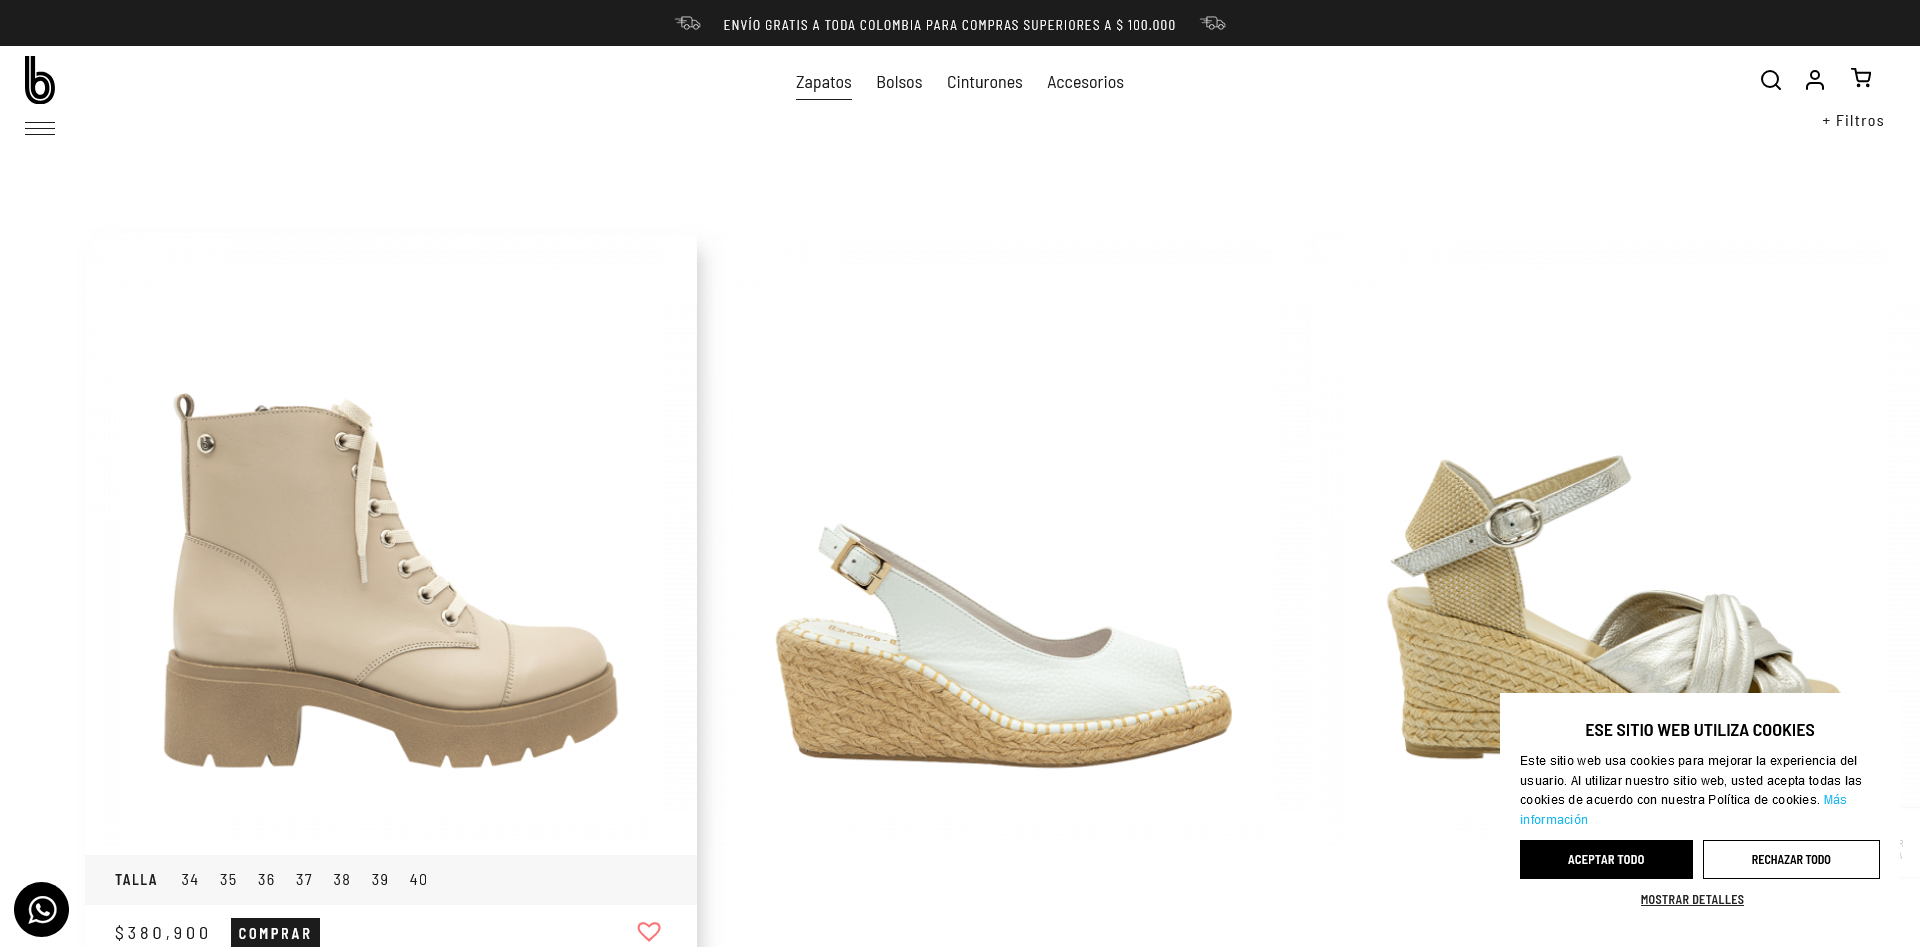 ENVÍO GRATIS A TODA COLOMBIA PARA COMPRAS SUPERIORES A $ 100.000
b
Zapatos Bolsos Cinturones Accesorios
+ Filtros
TALLA 34 35 36 37 38 39 40
$380,900 COMPRAR
ESE SITIO WEB UTILIZA COOKIES
Este sitio web usa cookies para mejorar la experiencia del
usuario. Al utilizar nuestro sitio web, usted acepta todas las
cookies de acuerdo con nuestra Política de cookies. Más
información
ACEPTAR TODO
RECHAZAR TODO
MOSTRAR DETALLES